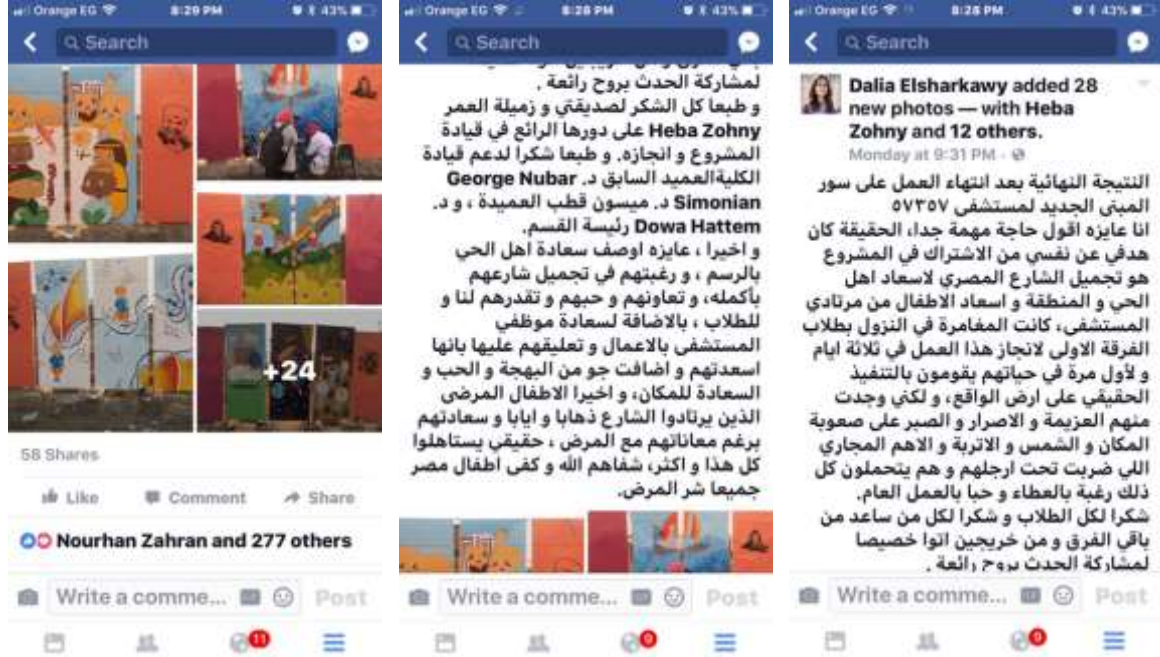 Orange EG
8:29 PM
43%
Search
+24
58 Shares
Like
Comment
Share
Nourhan Zahran and 277 others
Write a comme...
Post
11
Orange EG
8:28 PM
43%
Search
لمشاركة الحدث بروح رائعة .
و طبعا كل الشكر لصديقتي و زميلة العمر
Heba Zohny على دورها الرائع في قيادة
المشروع و انجازه. و طبعا شكرا لدعم قيادة
الكليةالعميد السابق د. George Nubar
Simonian د. ميسون قطب العميدة ، و د.
Dowa Hattem رئيسة القسم.
و اخيرا ، عايزه اوصف سعادة اهل الحي
بالرسم ، و رغبتهم في تجميل شارعهم
بأكمله، و تعاونهم و حبهم و تقدرهم لنا و
للطلاب ، بالاضافة لسعادة موظفي
المستشفى بالاعمال و تعليقهم عليها بانها
اسعدتهم و اضافت جو من البهجة و الحب و
السعادة للمكان، و اخيرا الاطفال المرضى
الذين يرتادوا الشارع ذهابا و ايابا و سعادتهم
برغم معاناتهم مع المرض ، حقيقي يستاهلوا
كل هذا و اكثر، شفاهم الله و كفى اطفال مصر
جميعا شر المرض.
Write a comme...
Post
9
Orange EG
8:28 PM
43%
Search
Dalia Elsharkawy added 28
new photos — with Heba
Zohny and 12 others.
Monday at 9:31 PM
النتيجة النهائية بعد انتهاء العمل على سور
المبنى الجديد لمستشفى ٥٧٣٥٧
انا عايزه اقول حاجة مهمة جدا، الحقيقة كان
هدفي عن نفسي من الاشتراك في المشروع
هو تجميل الشارع المصري لاسعاد اهل
الحي و المنطقة و اسعاد الاطفال من مرتادي
المستشفى، كانت المغامرة في النزول بطلاب
الفرقة الاولى لانجاز هذا العمل في ثلاثة ايام
و لأول مرة في حياتهم يقومون بالتنفيذ
الحقيقي على ارض الواقع، و لكني وجدت
منهم العزيمة و الاصرار و الصبر على صعوبة
المكان و الشمس و الاتربة و الاهم المجاري
اللي ضربت تحت ارجلهم و هم يتحملون كل
ذلك رغبة بالعطاء و حبا بالعمل العام.
شكرا لكل الطلاب و شكرا لكل من ساعد من
باقي الفرق و من خريجين اتوا خصيصا
لمشاركة الحدث بروح رائعة .
Write a comme...
Post
9